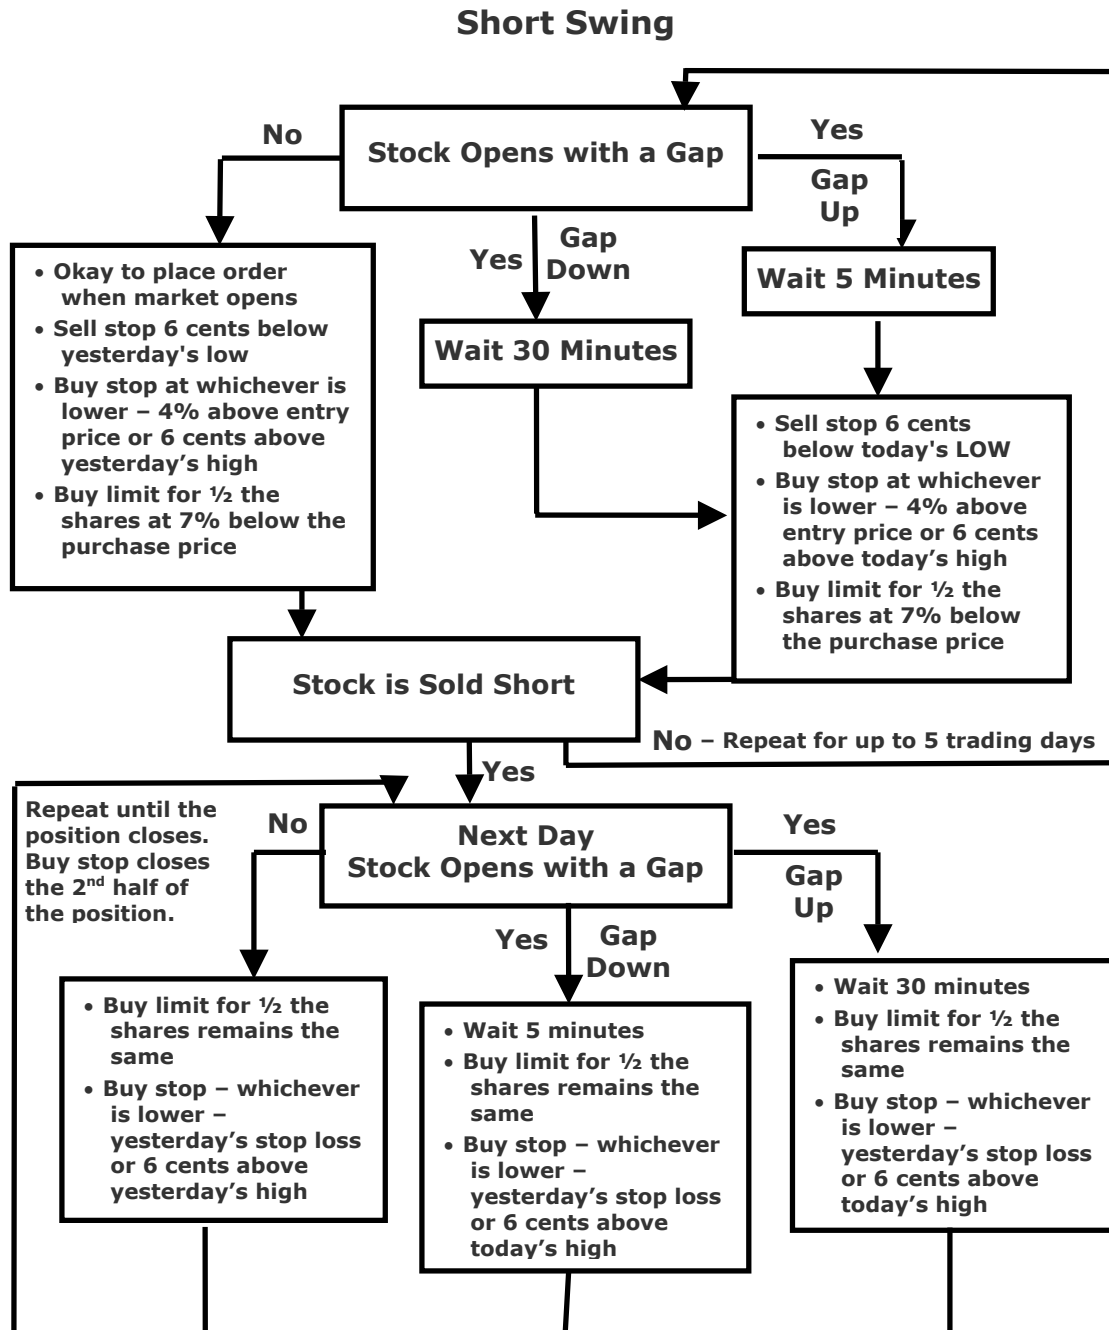 Short Swing
Stock Opens with a Gap
No
Yes
Gap
Up
Yes
Gap
Down
• Okay to place order
when market opens
• Sell stop 6 cents below
yesterday's low
• Buy stop at whichever is
lower – 4% above entry
price or 6 cents above
yesterday’s high
• Buy limit for ½ the
shares at 7% below the
purchase price
Wait 30 Minutes
Wait 5 Minutes
• Sell stop 6 cents
below today's LOW
• Buy stop at whichever
is lower – 4% above
entry price or 6 cents
above today’s high
• Buy limit for ½ the
shares at 7% below
the purchase price
Stock is Sold Short
No – Repeat for up to 5 trading days
Yes
Repeat until the
position closes.
Buy stop closes
the 2nd half of
the position.
Next Day
Stock Opens with a Gap
No
Yes
Gap
Up
Yes
Gap
Down
• Buy limit for ½ the
shares remains the
same
• Buy stop – whichever
is lower –
yesterday’s stop loss
or 6 cents above
yesterday’s high
• Wait 5 minutes
• Buy limit for ½ the
shares remains the
same
• Buy stop – whichever
is lower –
yesterday’s stop loss
or 6 cents above
today’s high
• Wait 30 minutes
• Buy limit for ½ the
shares remains the
same
• Buy stop – whichever
is lower –
yesterday’s stop loss
or 6 cents above
today’s high